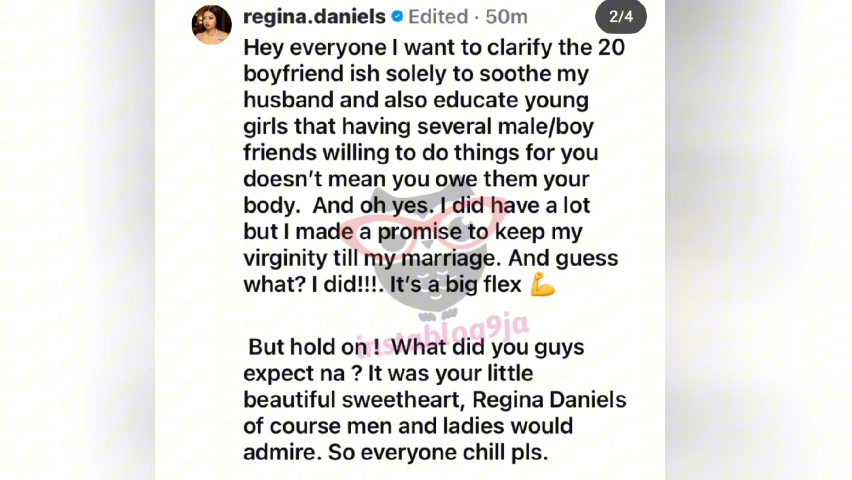 regina.daniels Edited · 50m
2/4
Hey everyone I want to clarify the 20
boyfriend ish solely to soothe my
husband and also educate young
girls that having several male/boy
friends willing to do things for you
doesn’t mean you owe them your
body.  And oh yes. I did have a lot
but I made a promise to keep my
virginity till my marriage. And guess
what? I did!!!. It’s a big flex 💪
But hold on !  What did you guys
expect na ? It was your little
beautiful sweetheart, Regina Daniels
of course men and ladies would
admire. So everyone chill pls.
instablog9ja